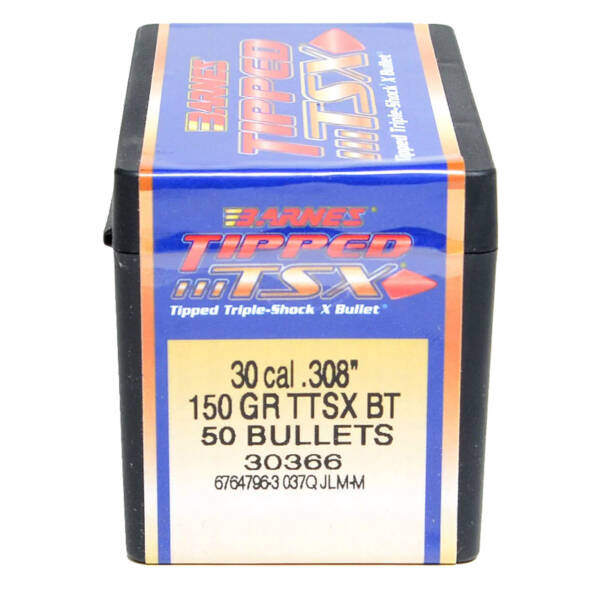 BARNES
TIPPED
TSX
Tipped Triple-Shock X Bullet®
BARNES®
TIPPED
TSX®
Tipped Triple-Shock X Bullet®
30 cal .308"
150 GR TTSX BT
50 BULLETS
30366
6764796-3 037Q JLM-M